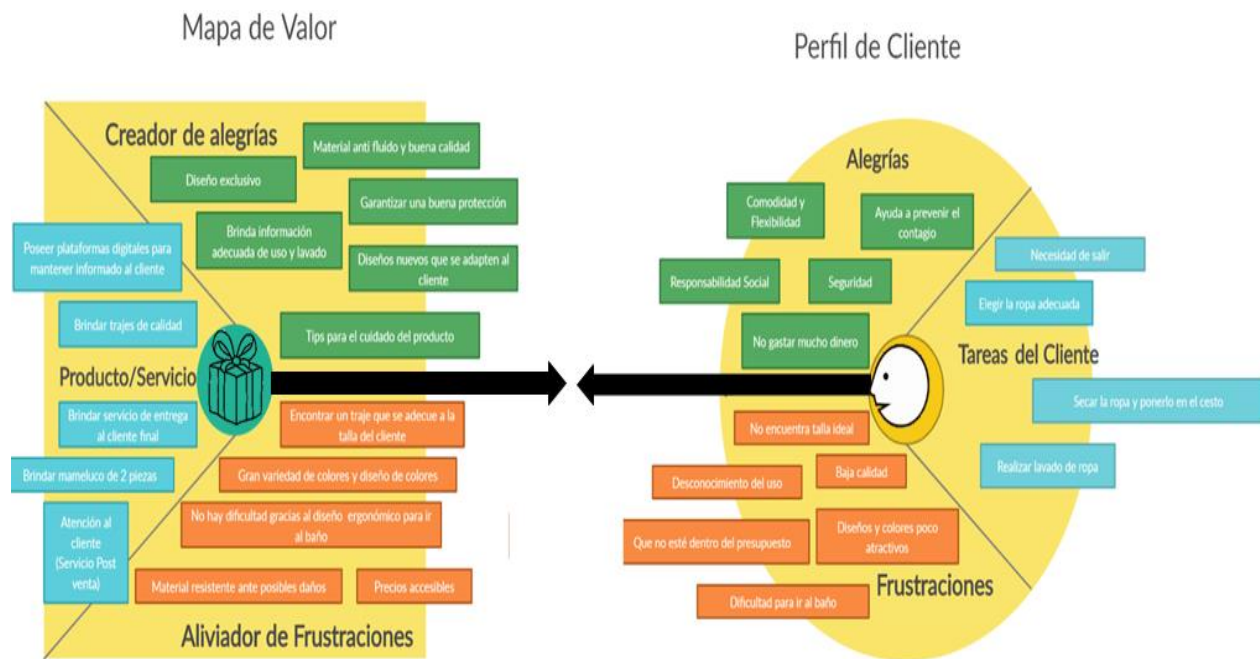 Mapa de Valor
Creador de alegrías
Material anti fluido y buena calidad
Diseño exclusivo
Garantizar una buena protección
Brinda información
adecuada de uso y lavado
Poseer plataformas digitales para
mantener informado al cliente
Diseños nuevos que se adapten al
cliente
Brindar trajes de calidad
Tips para el cuidado del producto
Producto/Servicio
Brindar servicio de entrega
al cliente final
Encontrar un traje que se adecue a la
talla del cliente
Brindar mameluco de 2 piezas
Gran variedad de colores y diseño de colores
No hay dificultad gracias al diseño ergonómico para ir
al baño
Atención al
cliente
(Servicio Post
venta)
Material resistente ante posibles daños
Precios accesibles
Aliviador de Frustraciones
Perfil de Cliente
Alegrías
Comodidad y
Flexibilidad
Ayuda a prevenir el
contagio
Necesidad de salir
Responsabilidad Social
Seguridad
Elegir la ropa adecuada
No gastar mucho dinero
Tareas del Cliente
Secar la ropa y ponerlo en el cesto
No encuentra talla ideal
Baja calidad
Realizar lavado de ropa
Desconocimiento del uso
Que no esté dentro del presupuesto
Diseños y colores poco
atractivos
Frustraciones
Dificultad para ir al baño